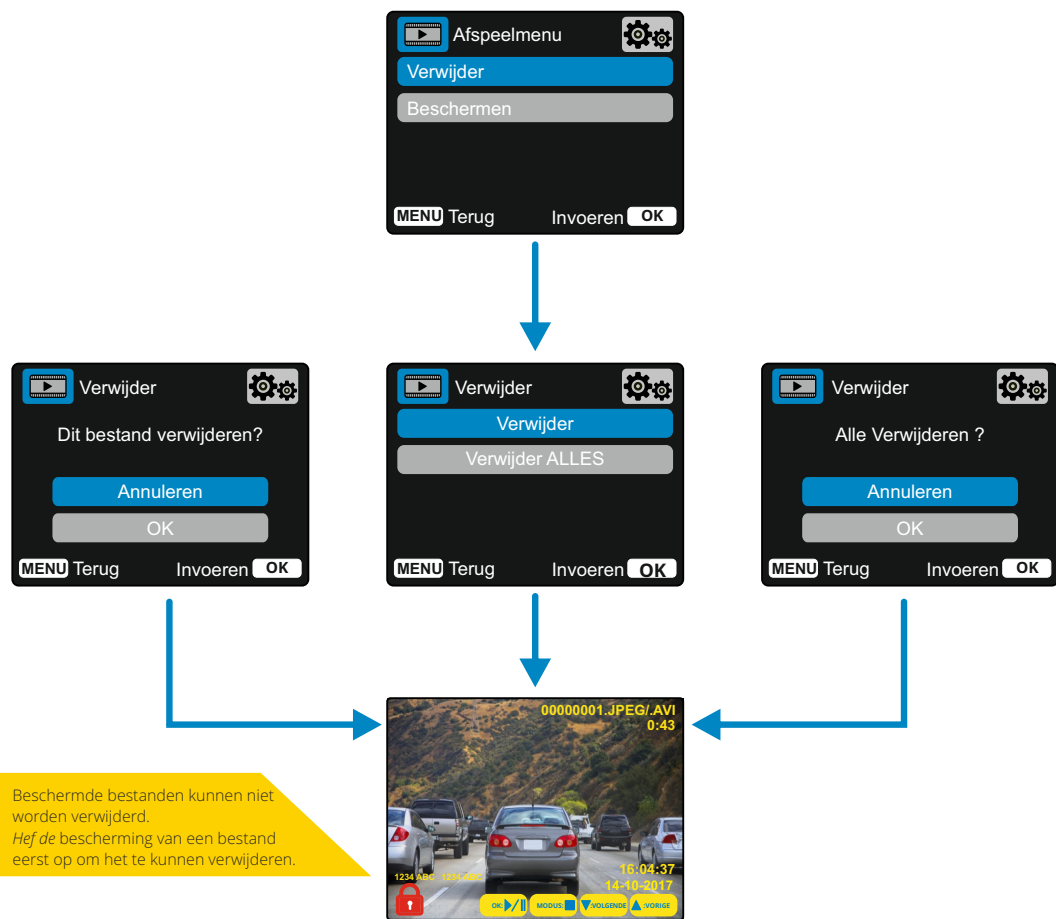 Afspeelmenu
Verwijder
Beschermen
MENU Terug Invoeren OK
Verwijder
Dit bestand verwijderen?
Annuleren
OK
MENU Terug Invoeren OK
Verwijder
Verwijder
Verwijder ALLES
MENU Terug Invoeren OK
Verwijder
Alle Verwijderen ?
Annuleren
OK
MENU Terug Invoeren OK
00000001.JPEG/.AVI
0:43
Beschermde bestanden kunnen niet
worden verwijderd.
Hef de bescherming van een bestand
eerst op om het te kunnen verwijderen.
16:04:37
1234 ABC 1234 ABC
14-10-2017
OK: MODUS: :VOLGENDE :VORIGE